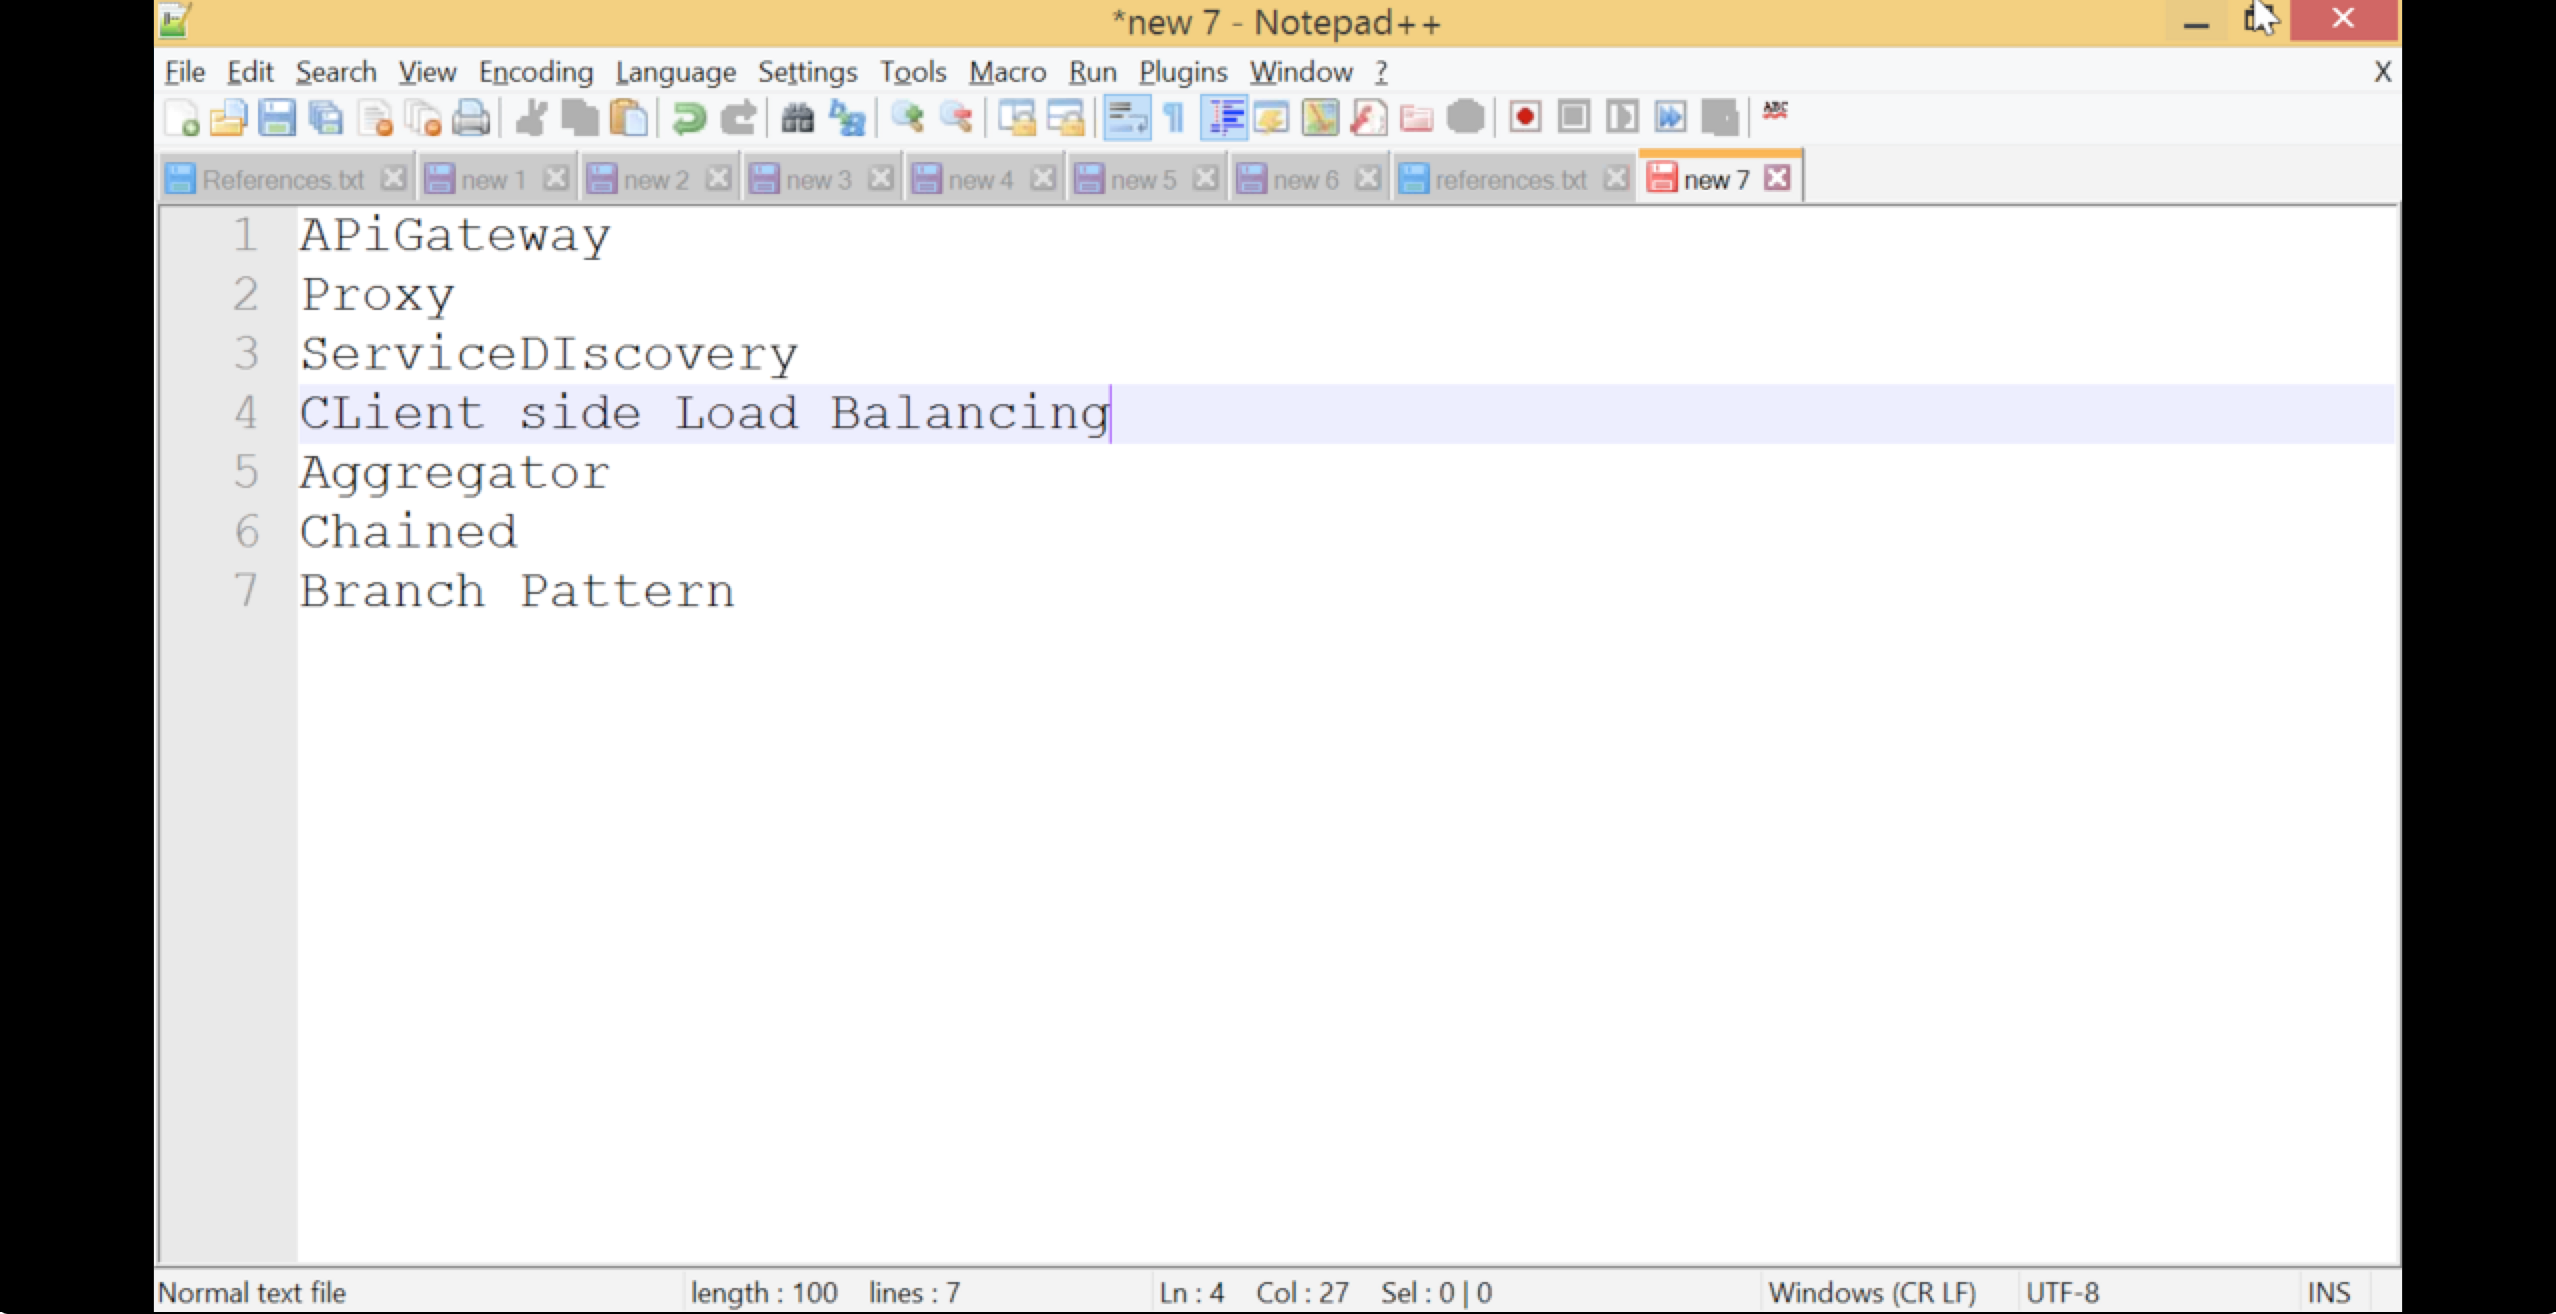 *new 7 - Notepad++
File Edit Search View Encoding Language Settings Tools Macro Run Plugins Window ? X
ABC
References.txt new 1 new 2 new 3 new 4 new 5 new 6 references.txt new 7
1 APiGateway
2 Proxy
3 ServiceDIscovery
4 CLient side Load Balancing
5 Aggregator
6 Chained
7 Branch Pattern
Normal text file length : 100 lines : 7 Ln : 4 Col : 27 Sel : 0 | 0 Windows (CR LF) UTF-8 INS